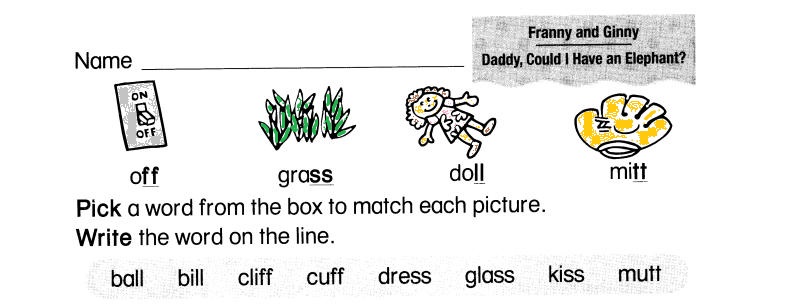 Franny and Ginny
Daddy, Could I Have an Elephant?
Name
ON
OFF
off
grass
doll
mitt
Pick a word from the box to match each picture.
Write the word on the line.
ball bill cliff cuff dress glass kiss mutt